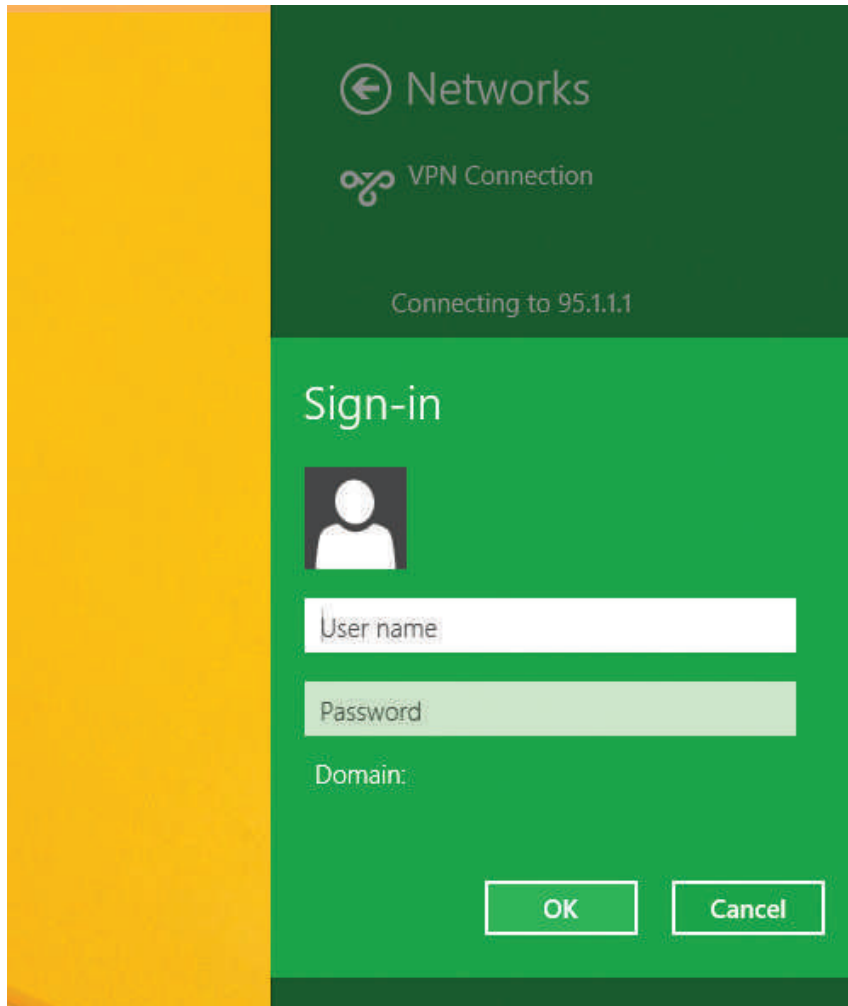 Networks
VPN Connection
Connecting to 95.1.1.1
Sign-in
User name
Password
Domain:
OK
Cancel